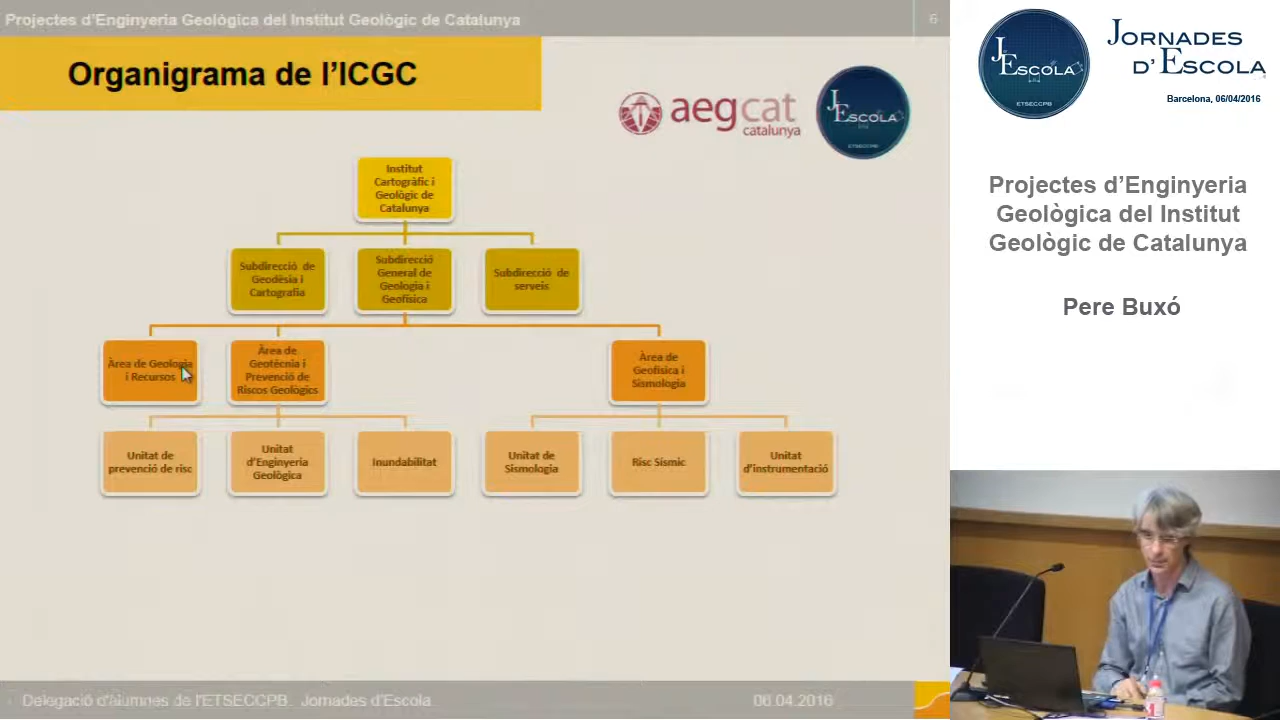 Projectes d'Enginyeria Geològica del Institut Geològic de Catalunya
6
Organigrama de l'ICGC
aegcat
catalunya
J
ESCOLA
ETSECCPB
Institut
Cartogràfic i
Geològic de
Catalunya
Subdirecció de
Geodèsia i
Cartografia
Subdirecció
General de
Geologia i
Geofísica
Subdirecció de
serveis
Àrea de Geologia
i Recursos
Àrea de
Geotècnia i
Prevenció de
Riscos Geològics
Àrea de
Geofísica i
Sismologia
Unitat de
prevenció de risc
Unitat
d'Enginyeria
Geològica
Inundabilitat
Unitat de
Sismologia
Risc Sísmic
Unitat
d'instrumentació
Delegació d'alumnes de l'ETSECCPB. Jornades d'Escola
06.04.2016
J
ESCOLA
ETSECCPB
JORNADES
D'ESCOLA
Barcelona, 06/04/2016
Projectes d'Enginyeria
Geològica del Institut
Geològic de Catalunya
Pere Buxó